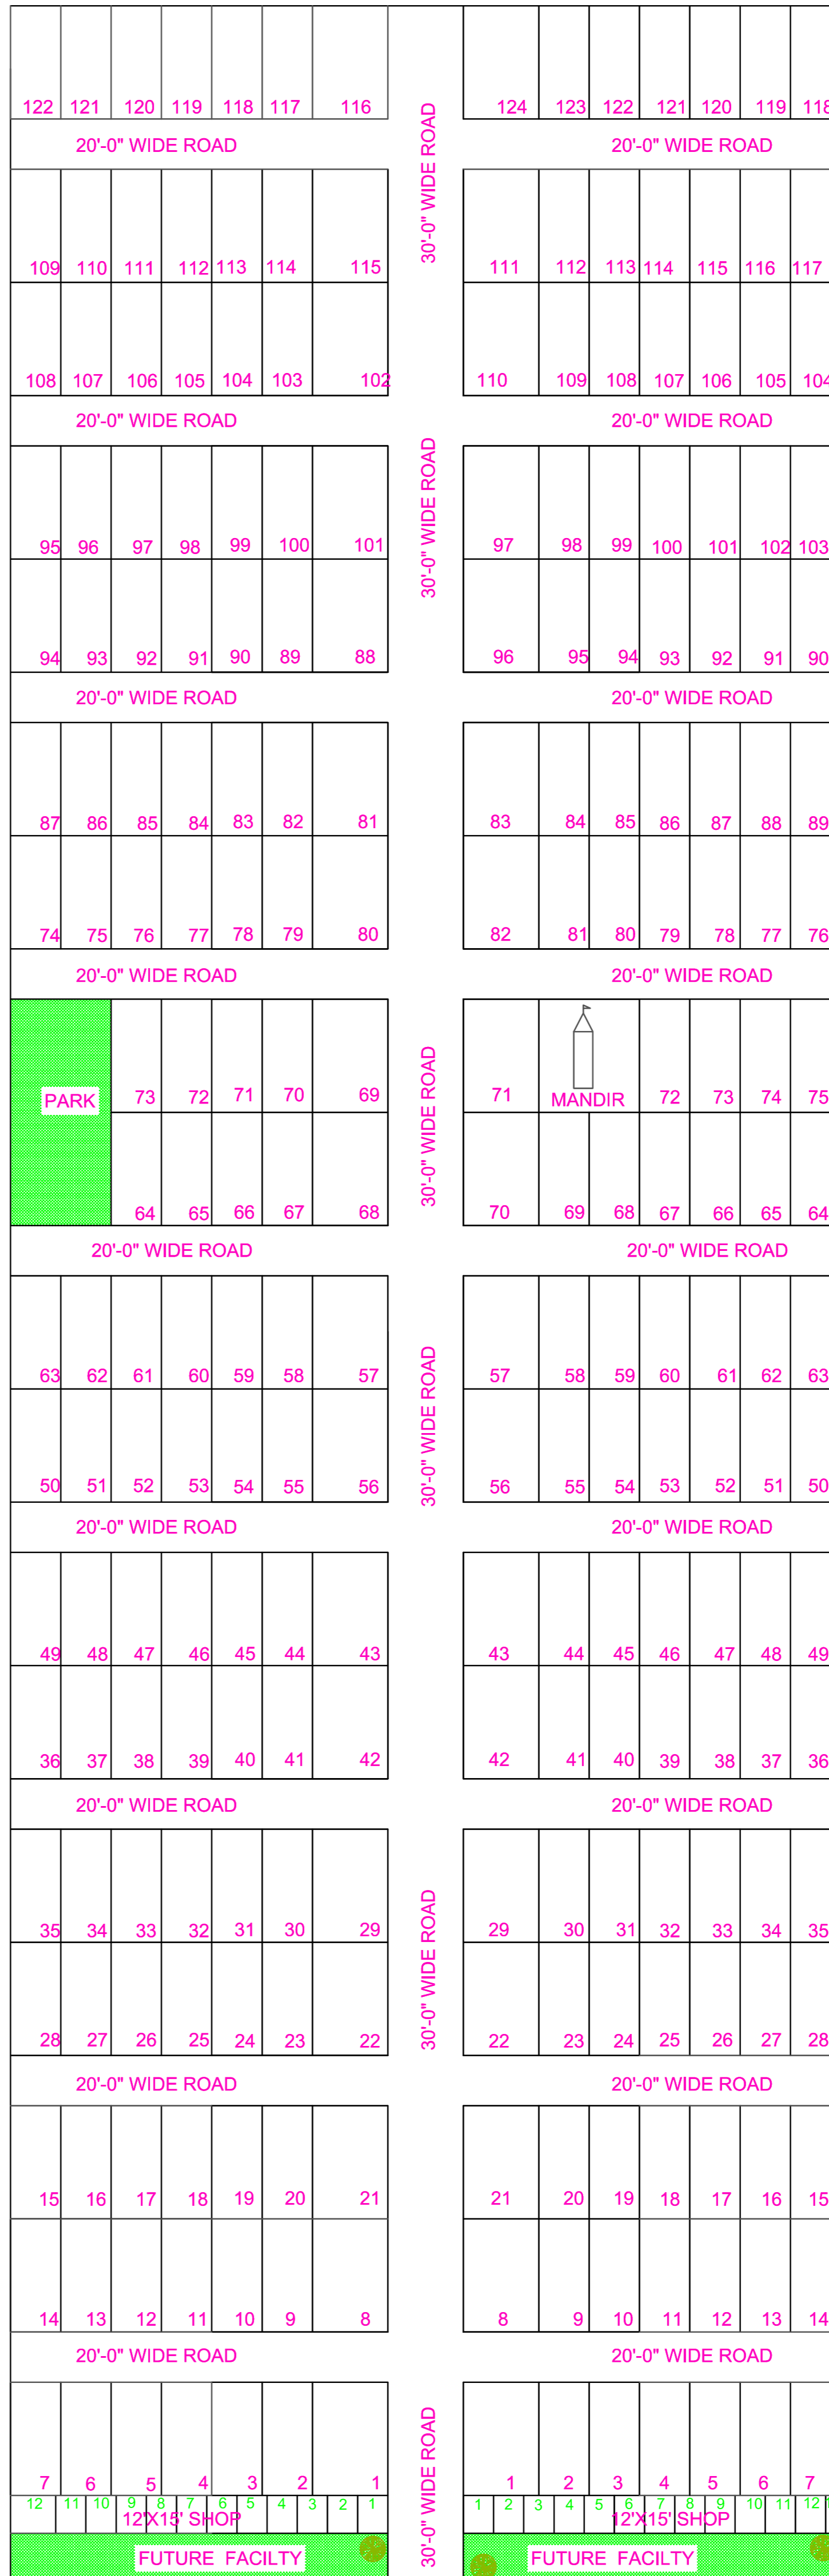 122 121 120 119 118 117 116 124 123 122 121 120 119 118
20'-0" WIDE ROAD 20'-0" WIDE ROAD
30'-0" WIDE ROAD
109 110 111 112 113 114 115 111 112 113 114 115 116 117
108 107 106 105 104 103 102 110 109 108 107 106 105 104
20'-0" WIDE ROAD 20'-0" WIDE ROAD
30'-0" WIDE ROAD
95 96 97 98 99 100 101 97 98 99 100 101 102 103
94 93 92 91 90 89 88 96 95 94 93 92 91 90
20'-0" WIDE ROAD 20'-0" WIDE ROAD
87 86 85 84 83 82 81 83 84 85 86 87 88 89
74 75 76 77 78 79 80 82 81 80 79 78 77 76
20'-0" WIDE ROAD 20'-0" WIDE ROAD
PARK 73 72 71 70 69 71 MANDIR 72 73 74 75
30'-0" WIDE ROAD
64 65 66 67 68 70 69 68 67 66 65 64
20'-0" WIDE ROAD 20'-0" WIDE ROAD
63 62 61 60 59 58 57 57 58 59 60 61 62 63
30'-0" WIDE ROAD
50 51 52 53 54 55 56 56 55 54 53 52 51 50
20'-0" WIDE ROAD 20'-0" WIDE ROAD
49 48 47 46 45 44 43 43 44 45 46 47 48 49
36 37 38 39 40 41 42 42 41 40 39 38 37 36
20'-0" WIDE ROAD 20'-0" WIDE ROAD
35 34 33 32 31 30 29 29 30 31 32 33 34 35
30'-0" WIDE ROAD
28 27 26 25 24 23 22 22 23 24 25 26 27 28
20'-0" WIDE ROAD 20'-0" WIDE ROAD
15 16 17 18 19 20 21 21 20 19 18 17 16 15
14 13 12 11 10 9 8 8 9 10 11 12 13 14
20'-0" WIDE ROAD 20'-0" WIDE ROAD
30'-0" WIDE ROAD
7 6 5 4 3 2 1 1 2 3 4 5 6 7
12 11 10 9 8 7 6 5 4 3 2 1 1 2 3 4 5 6 7 8 9 10 11 12
12'X15' SHOP 12'X15' SHOP
FUTURE FACILTY FUTURE FACILTY